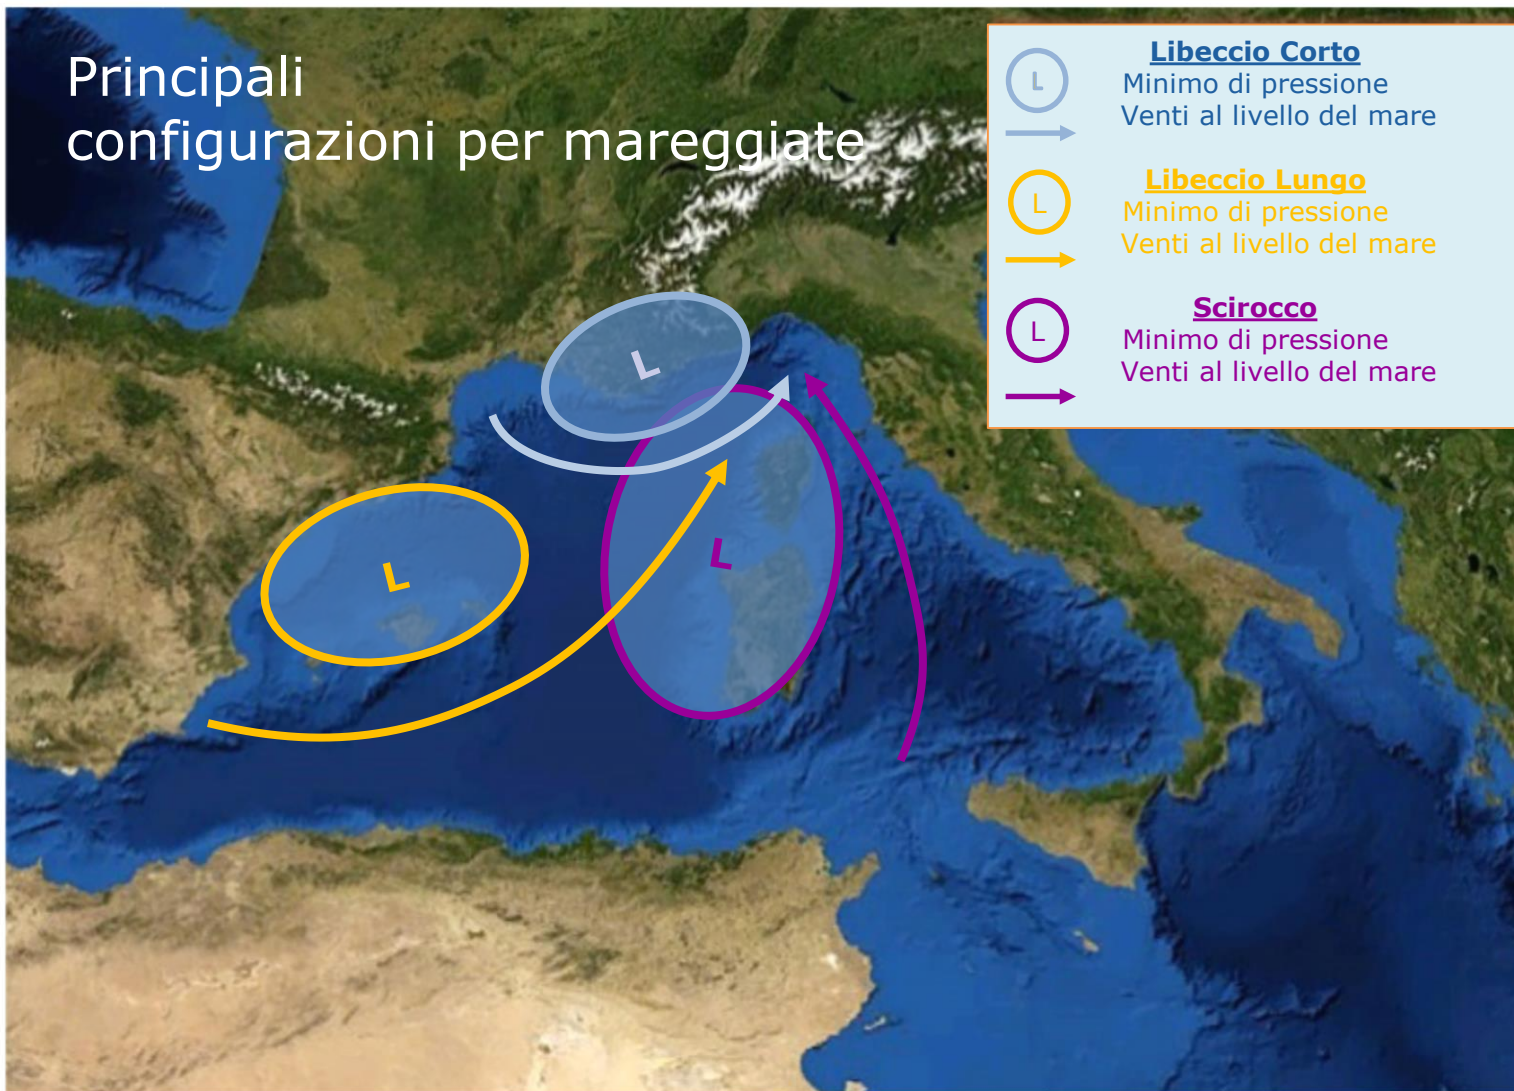 Principali
configurazioni per mareggiate
L
Libeccio Corto
Minimo di pressione
Venti al livello del mare
L
Libeccio Lungo
Minimo di pressione
Venti al livello del mare
L
Scirocco
Minimo di pressione
Venti al livello del mare
L
L
L